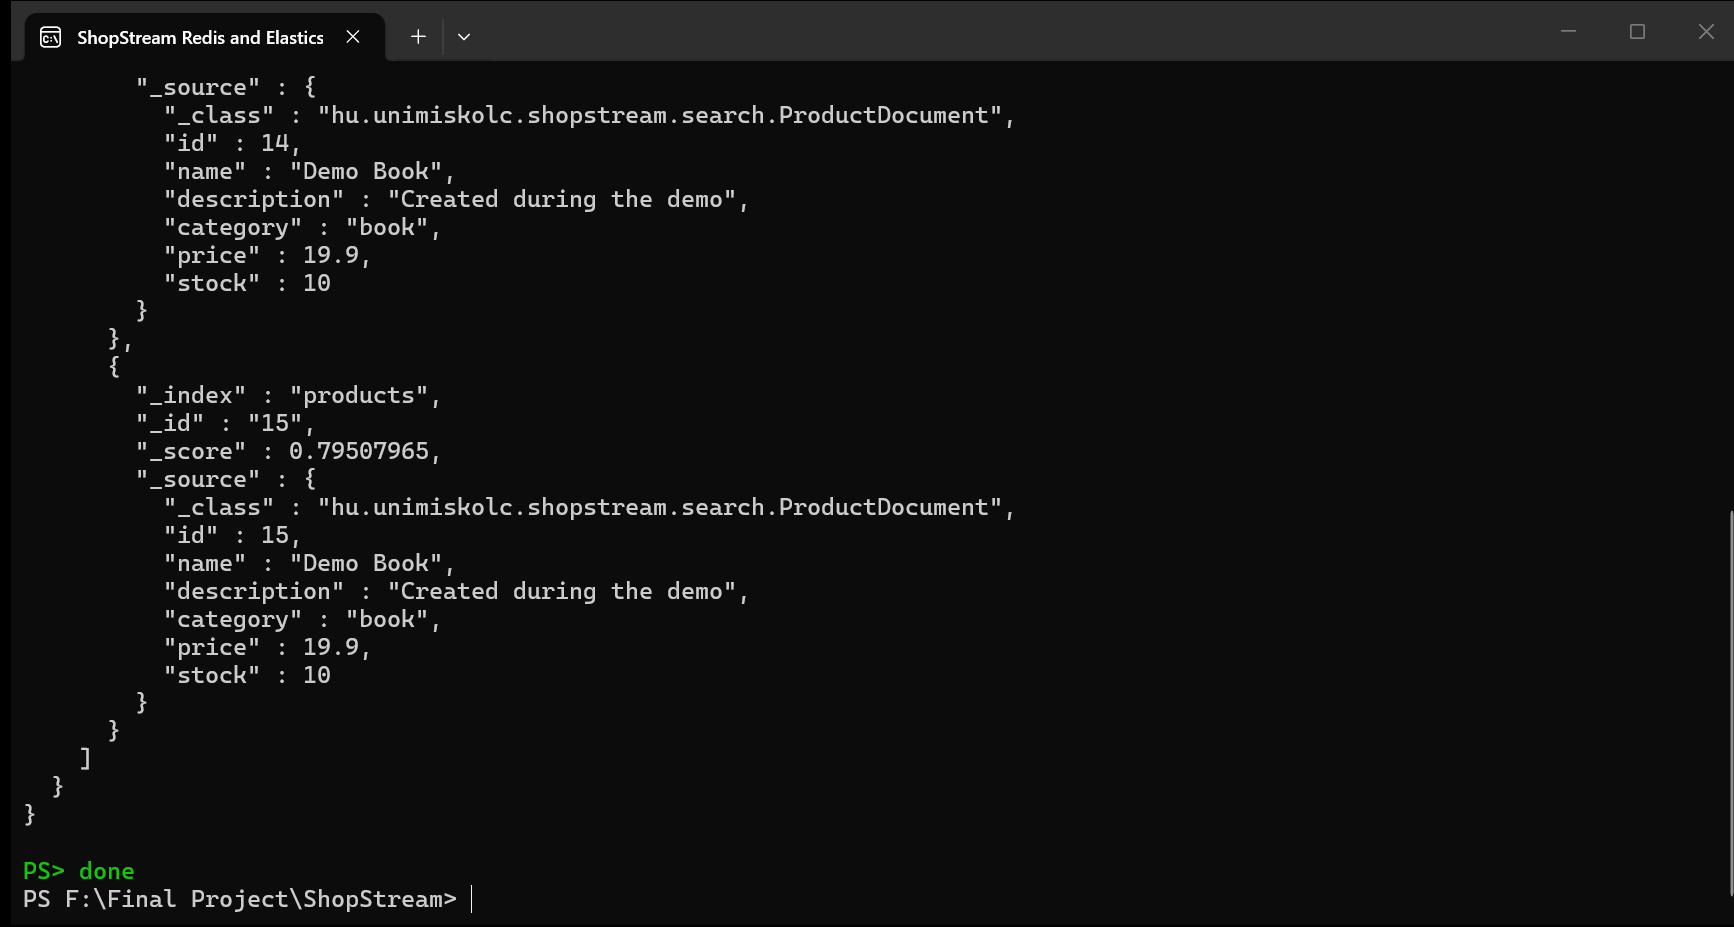 ShopStream Redis and Elastics
"_source" : {
"_class" : "hu.unimiskolc.shopstream.search.ProductDocument",
"id" : 14,
"name" : "Demo Book",
"description" : "Created during the demo",
"category" : "book",
"price" : 19.9,
"stock" : 10
}
},
{
"_index" : "products",
"_id" : "15",
"_score" : 0.79507965,
"_source" : {
"_class" : "hu.unimiskolc.shopstream.search.ProductDocument",
"id" : 15,
"name" : "Demo Book",
"description" : "Created during the demo",
"category" : "book",
"price" : 19.9,
"stock" : 10
}
}
]
}
}
PS> done
PS F:\Final Project\ShopStream>